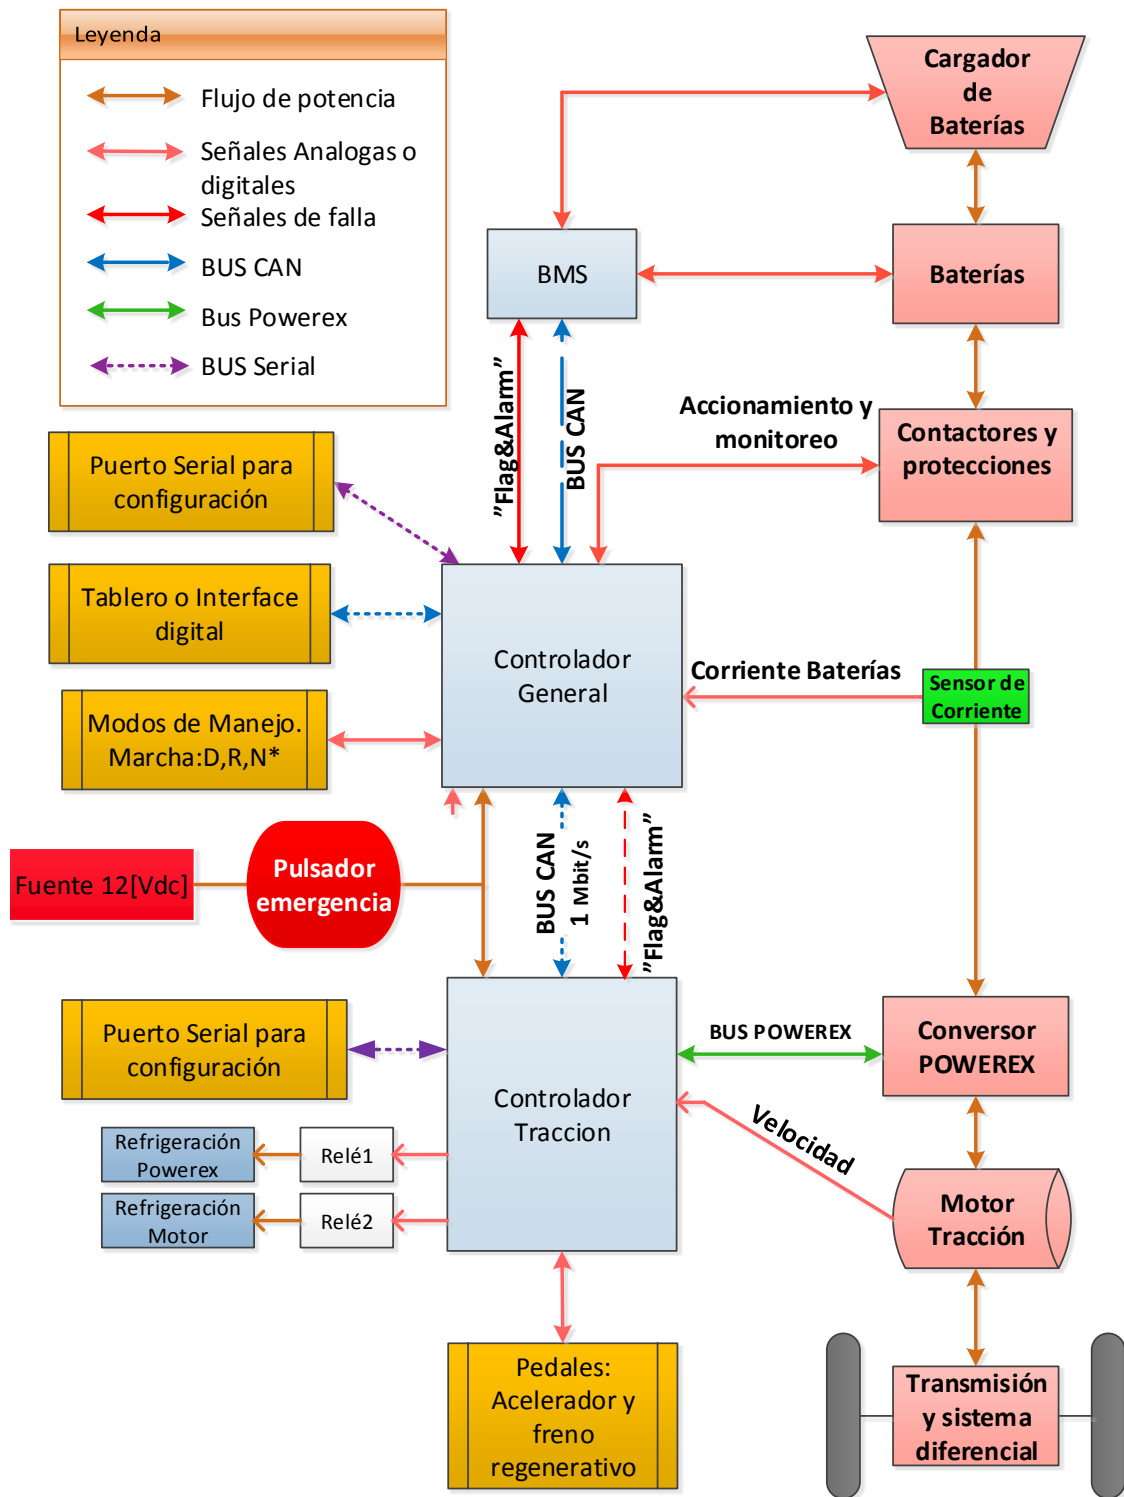 Leyenda
Flujo de potencia
Señales Analogas o
digitales
Señales de falla
BUS CAN
Bus Powerex
BUS Serial
Cargador
de
Baterías
BMS
Baterías
”Flag&Alarm”
BUS CAN
Accionamiento y
monitoreo
Contactores y
protecciones
Puerto Serial para
configuración
Tablero o Interface
digital
Modos de Manejo.
Marcha:D,R,N*
Controlador
General
Corriente Baterías
Sensor de
Corriente
Fuente 12[Vdc]
Pulsador
emergencia
BUS CAN
1 Mbit/s
”Flag&Alarm”
Puerto Serial para
configuración
Controlador
Traccion
BUS POWEREX
Conversor
POWEREX
Velocidad
Refrigeración
Powerex
Relé1
Refrigeración
Motor
Relé2
Motor
Tracción
Pedales:
Acelerador y
freno
regenerativo
Transmisión
y sistema
diferencial